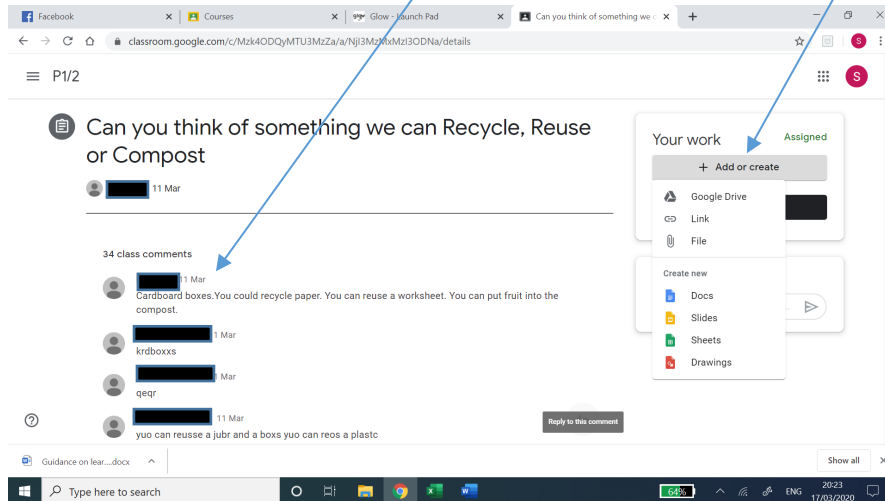 Facebook
Courses
Glow - Launch Pad
Can you think of something we c
classroom.google.com/c/Mzk4ODQyMTU3MzZa/a/NjI3MzMxMzI3ODNa/details
S
P1/2
S
Can you think of something we can Recycle, Reuse
or Compost
11 Mar
34 class comments
11 Mar
Cardboard boxes.You could recycle paper. You can reuse a worksheet. You can put fruit into the
compost.
1 Mar
krdboxxs
Mar
qeqr
11 Mar
yuo can reusse a jubr and a boxs yuo can reos a plastc
Reply to this comment
Your work
Assigned
+ Add or create
Google Drive
Link
File
Create new
Docs
Slides
Sheets
Drawings
Guidance on lear....docx
Show all
Type here to search
64%
ENG
20:23
17/03/2020